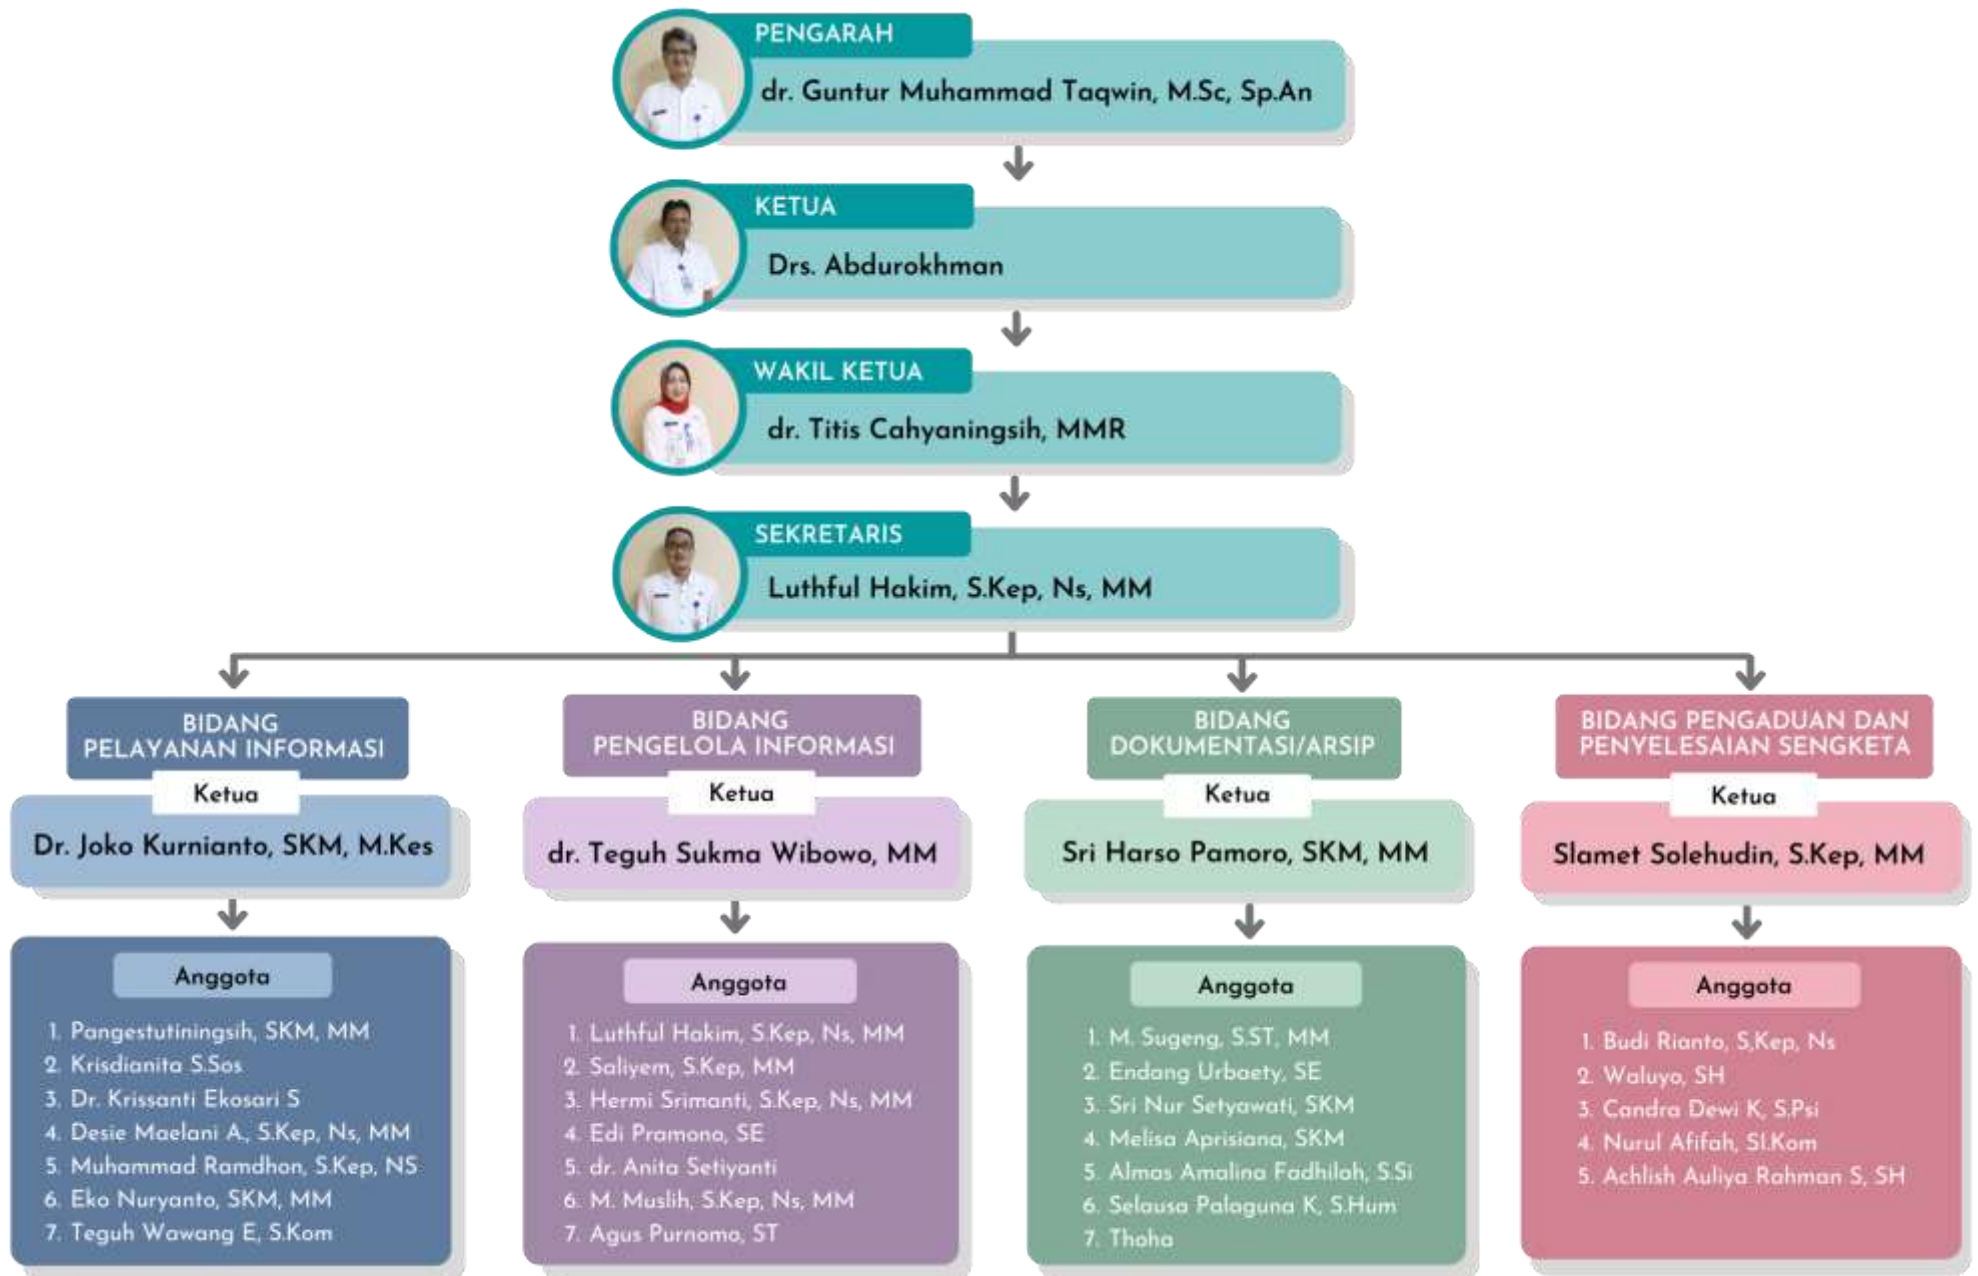 PENGARAH
dr. Guntur Muhammad Taqwin, M.Sc, Sp.An
KETUA
Drs. Abdurokhman
WAKIL KETUA
dr. Titis Cahyaningsih, MMR
SEKRETARIS
Luthful Hakim, S.Kep, Ns, MM
BIDANG
PELAYANAN INFORMASI
Ketua
Dr. Joko Kurnianto, SKM, M.Kes
Anggota
1. Pangestutiningsih, SKM, MM
2. Krisdianita S.Sos
3. Dr. Krissanti Ekosari S
4. Desie Maelani A., S.Kep, Ns, MM
5. Muhammad Ramdhon, S.Kep, NS
6. Eko Nuryanto, SKM, MM
7. Teguh Wawang E, S.Kom
BIDANG
PENGELOLA INFORMASI
Ketua
dr. Teguh Sukma Wibowo, MM
Anggota
1. Luthful Hakim, S.Kep, Ns, MM
2. Saliyem, S.Kep, MM
3. Hermi Srimanti, S.Kep, Ns, MM
4. Edi Pramono, SE
5. dr. Anita Setiyanti
6. M. Muslih, S.Kep, Ns, MM
7. Agus Purnomo, ST
BIDANG
DOKUMENTASI/ARSIP
Ketua
Sri Harso Pamoro, SKM, MM
Anggota
1. M. Sugeng, S.ST, MM
2. Endang Urbaety, SE
3. Sri Nur Setyawati, SKM
4. Melisa Aprisiana, SKM
5. Almas Amalina Fadhilah, S.Si
6. Selausa Palaguna K, S.Hum
7. Thoha
BIDANG PENGADUAN DAN
PENYELESAIAN SENGKETA
Ketua
Slamet Solehudin, S.Kep, MM
Anggota
1. Budi Rianto, S,Kep, Ns
2. Waluyo, SH
3. Candra Dewi K, S.Psi
4. Nurul Afifah, SI.Kom
5. Achlish Auliya Rahman S, SH